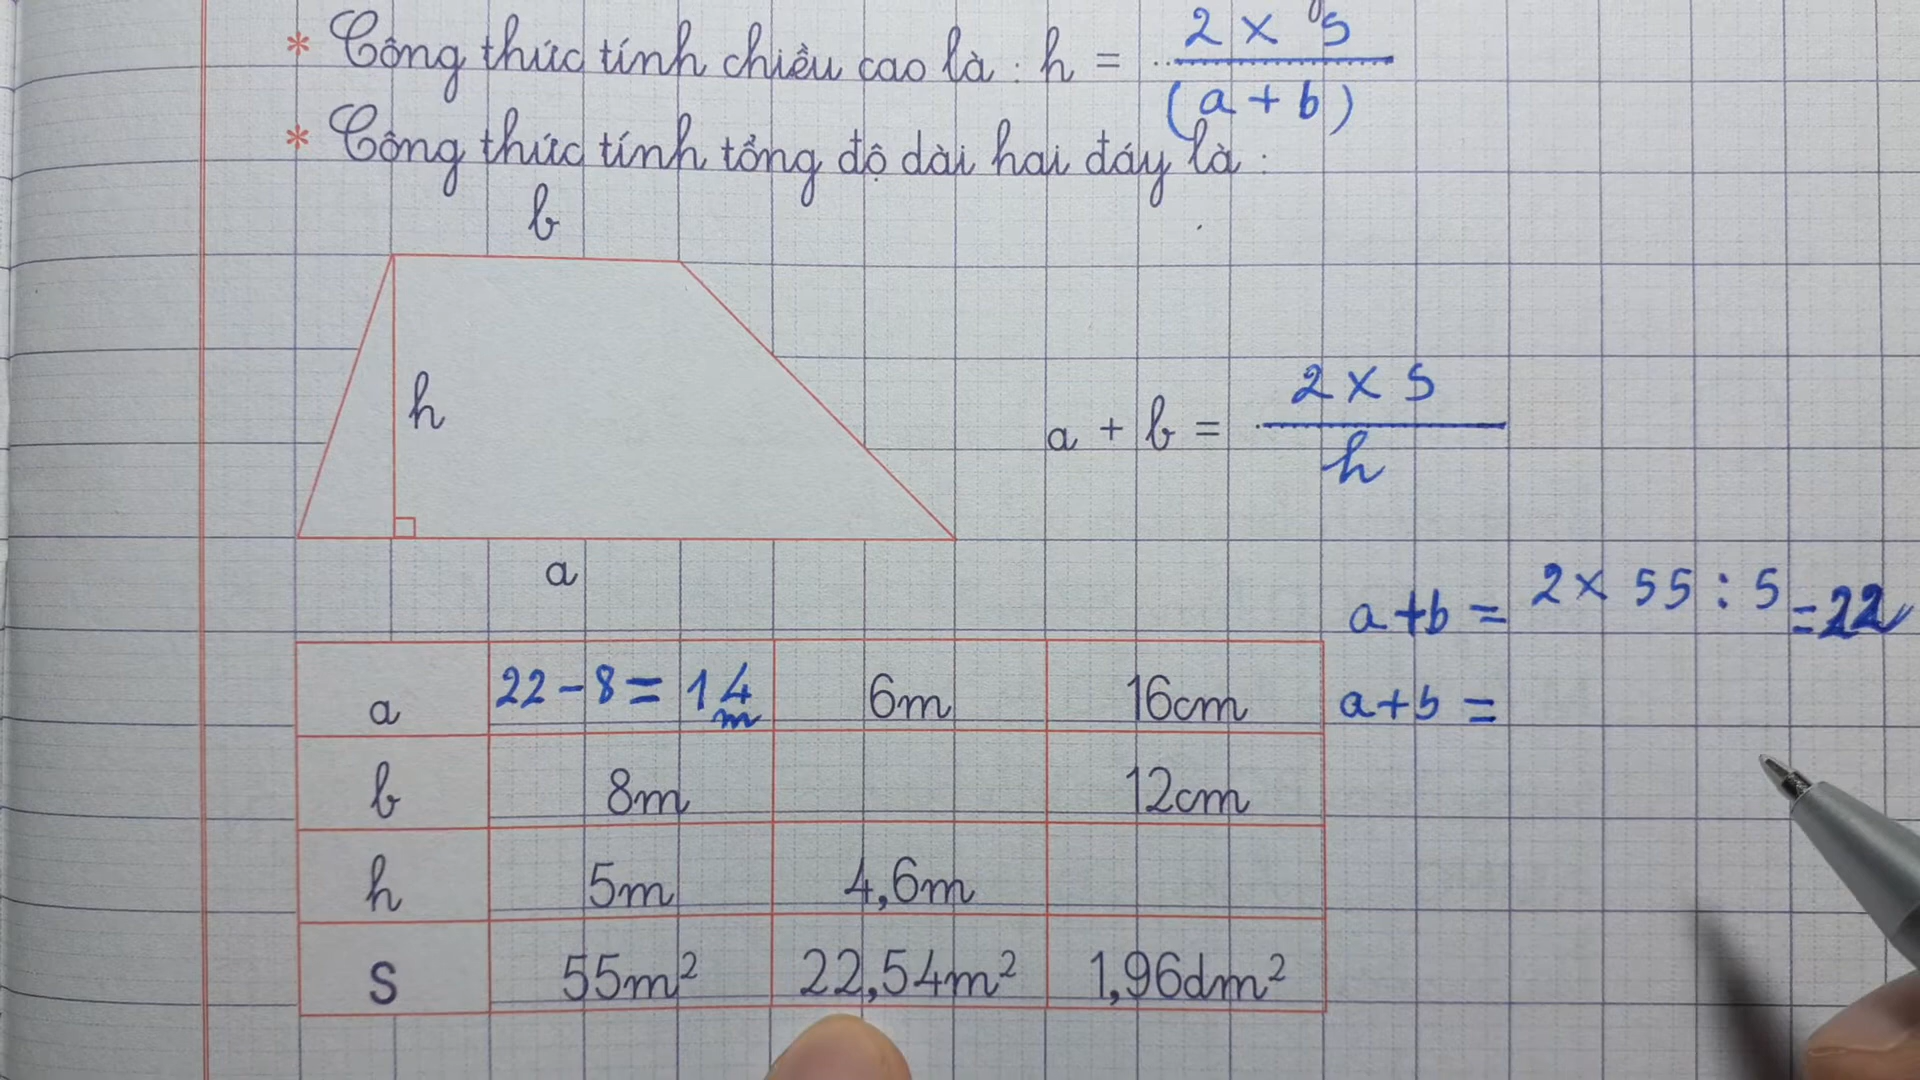 * Công thức tính chiều cao là : h = 2 x S
(a + b)
* Công thức tính tổng độ dài hai đáy là :
b
h
a
a + b = 2 x S
h
a + b = 2 x 55 : 5 = 22
a 22 - 8 = 14 m 6m 16cm
a + b =
b 8m 12cm
h 5m 4,6m
S 55m² 22,54m² 1,96dm²